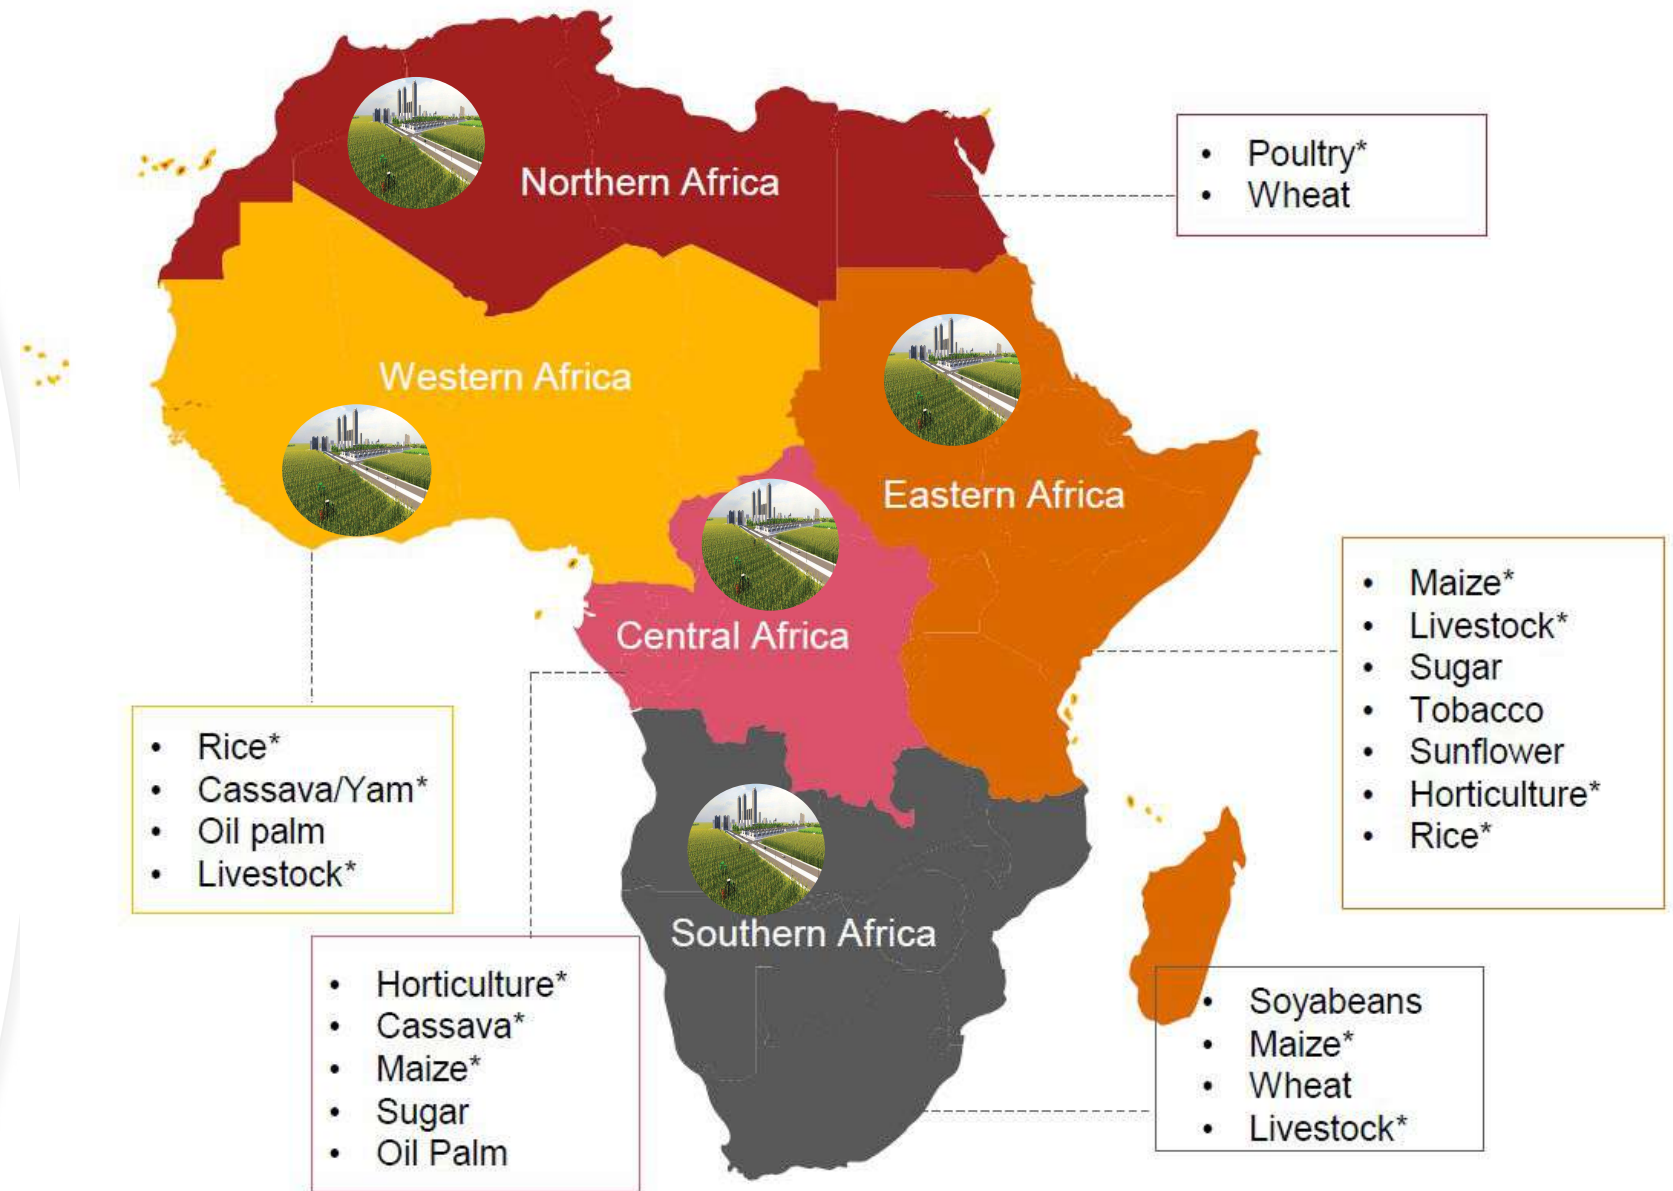 Northern Africa
• Poultry*
• Wheat
Western Africa
Eastern Africa
Central Africa
• Maize*
• Livestock*
• Sugar
• Tobacco
• Sunflower
• Horticulture*
• Rice*
• Rice*
• Cassava/Yam*
• Oil palm
• Livestock*
Southern Africa
• Horticulture*
• Cassava*
• Maize*
• Sugar
• Oil Palm
• Soyabeans
• Maize*
• Wheat
• Livestock*